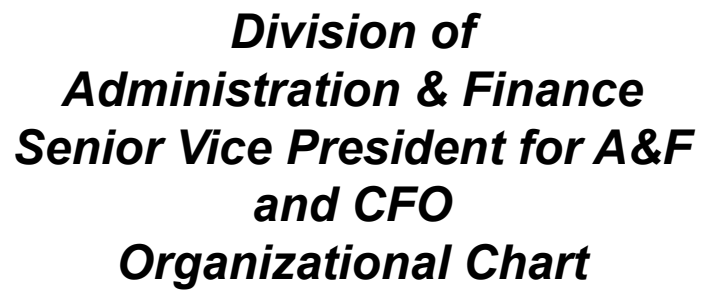 Division of
Administration & Finance
Senior Vice President for A&F
and CFO
Organizational Chart